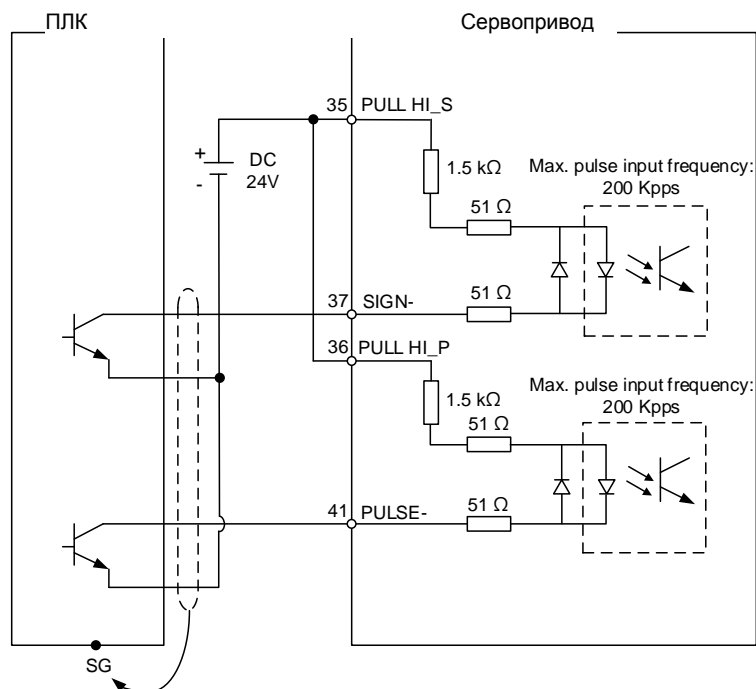 ПЛК
Сервопривод
35 PULL HI_S
+
DC
24V
-
1.5 kΩ
51 Ω
Max. pulse input frequency:
200 Kpps
51 Ω
37 SIGN-
36 PULL HI_P
1.5 kΩ
51 Ω
Max. pulse input frequency:
200 Kpps
51 Ω
41 PULSE-
SG